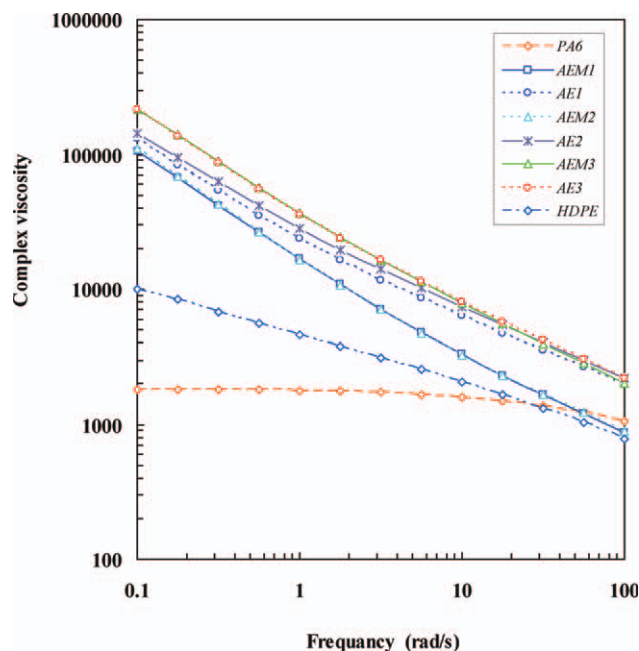 1000000
100000
10000
1000
100
Complex viscosity
PA6
AEM1
AE1
AEM2
AE2
AEM3
AE3
HDPE
0.1 1 10 100
Frequancy (rad/s)